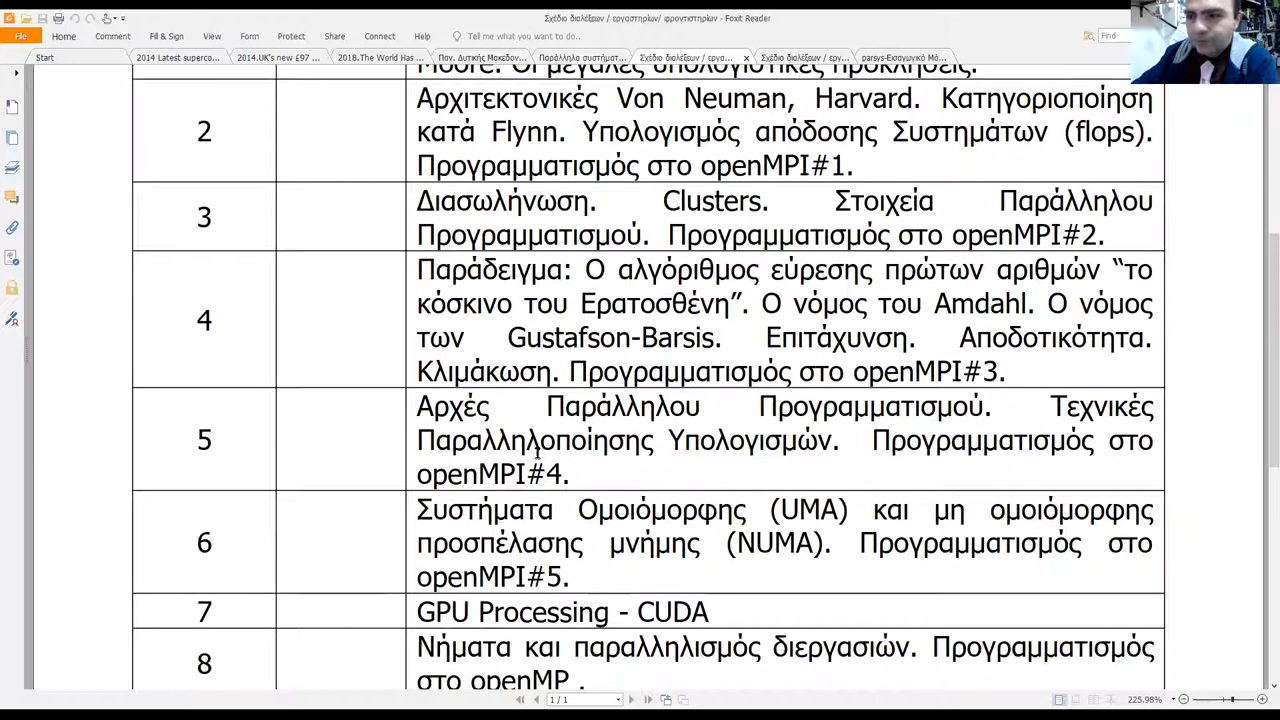 Σχέδιο διαλέξεων / εργαστηρίων/ φροντιστηρίων - Foxit Reader
File Home Comment Fill & Sign View Form Protect Share Connect Help Tell me what you want to do... Find
Start 2014 Latest superco... 2014.UK's new £97 ... 2018.The World Has ... Παν. Δυτικής Μακεδον... Παράλληλα συστήματ... Σχέδιο διαλέξεων / εργα... Σχέδιο διαλέξεων / εργ... parsys-Εισαγωγικό Μά...
Moore. Οι μεγάλες υπολογιστικές προκλήσεις.
2
Αρχιτεκτονικές Von Neuman, Harvard. Κατηγοριοποίηση
κατά Flynn. Υπολογισμός απόδοσης Συστημάτων (flops).
Προγραμματισμός στο openMPI#1.
3
Διασωλήνωση. Clusters. Στοιχεία Παράλληλου
Προγραμματισμού. Προγραμματισμός στο openMPI#2.
4
Παράδειγμα: Ο αλγόριθμος εύρεσης πρώτων αριθμών “το
κόσκινο του Ερατοσθένη”. Ο νόμος του Amdahl. Ο νόμος
των Gustafson-Barsis. Επιτάχυνση. Αποδοτικότητα.
Κλιμάκωση. Προγραμματισμός στο openMPI#3.
5
Αρχές Παράλληλου Προγραμματισμού. Τεχνικές
Παραλληλοποίησης Υπολογισμών. Προγραμματισμός στο
openMPI#4.
6
Συστήματα Ομοιόμορφης (UMA) και μη ομοιόμορφης
προσπέλασης μνήμης (NUMA). Προγραμματισμός στο
openMPI#5.
7
GPU Processing - CUDA
8
Νήματα και παραλληλισμός διεργασιών. Προγραμματισμός
στο openMP .
1 / 1
225.98%